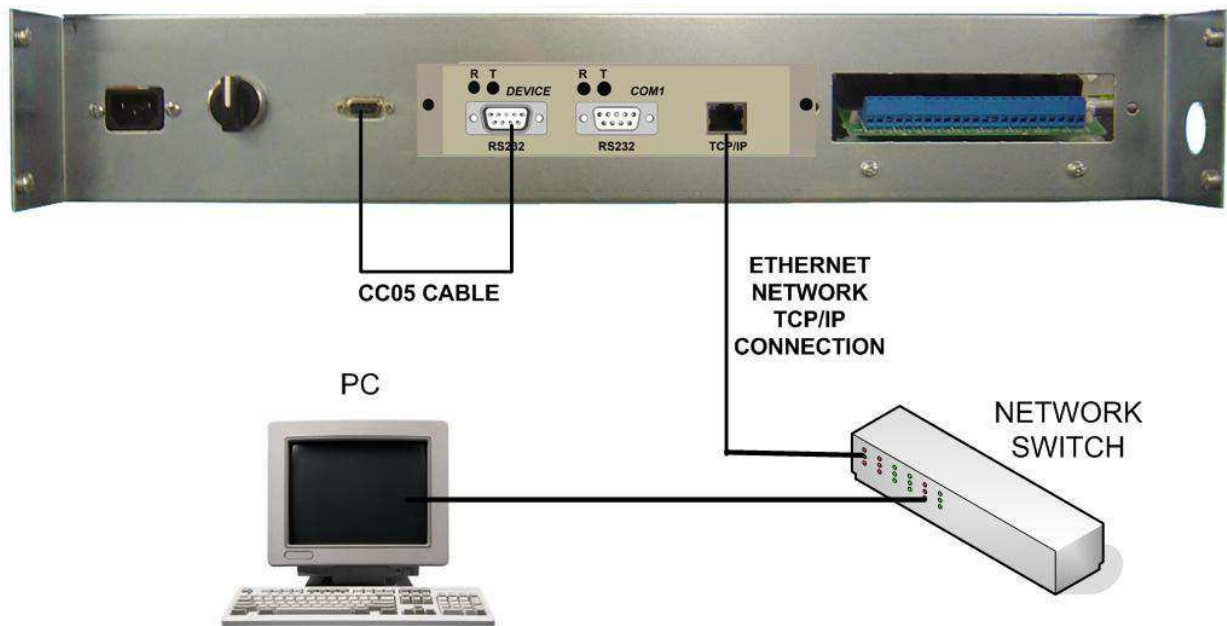 R T DEVICE
RS232
R T COM1
RS232
TCP/IP
CC05 CABLE
ETHERNET
NETWORK
TCP/IP
CONNECTION
PC
NETWORK
SWITCH